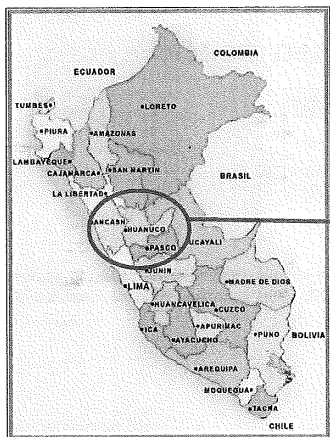 COLOMBIA
ECUADOR
TUMBES
LORETO
PIURA
AMAZONAS
LAMBAYEQUE
SAN MARTIN
CAJAMARCA
BRASIL
LA LIBERTAD
ANCASH
HUANUCO
UCAYALI
PASCO
JUNIN
LIMA
MADRE DE DIOS
HUANCAVELICA
CUZCO
ICA
APURIMAC
PUNO
BOLIVIA
AYACUCHO
AREQUIPA
MOQUEGUA
TACNA
CHILE